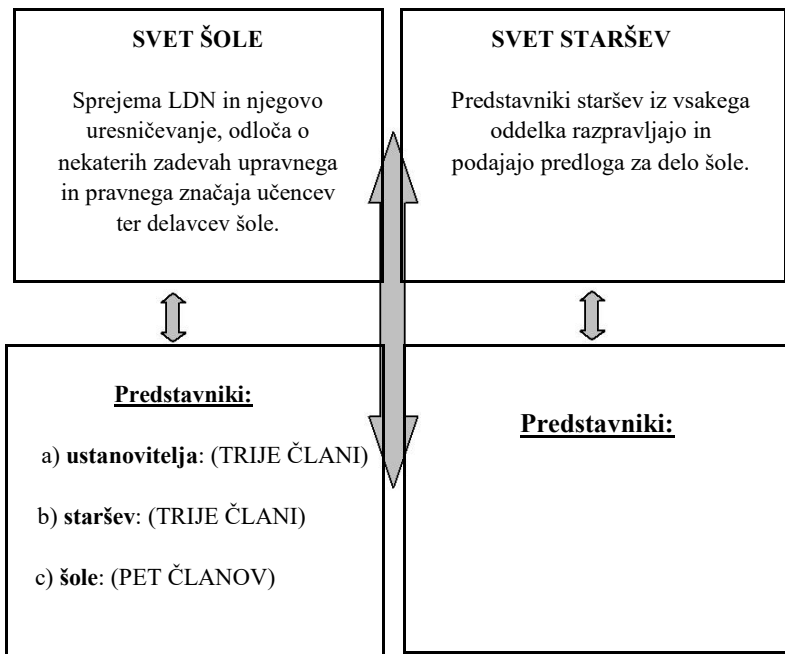 SVET ŠOLE
Sprejema LDN in njegovo
uresničevanje, odloča o
nekaterih zadevah upravnega
in pravnega značaja učencev
ter delavcev šole.
SVET STARŠEV
Predstavniki staršev iz vsakega
oddelka razpravljajo in
podajajo predloga za delo šole.
Predstavniki:
a) ustanovitelja: (TRIJE ČLANI)
b) staršev: (TRIJE ČLANI)
c) šole: (PET ČLANOV)
Predstavniki: